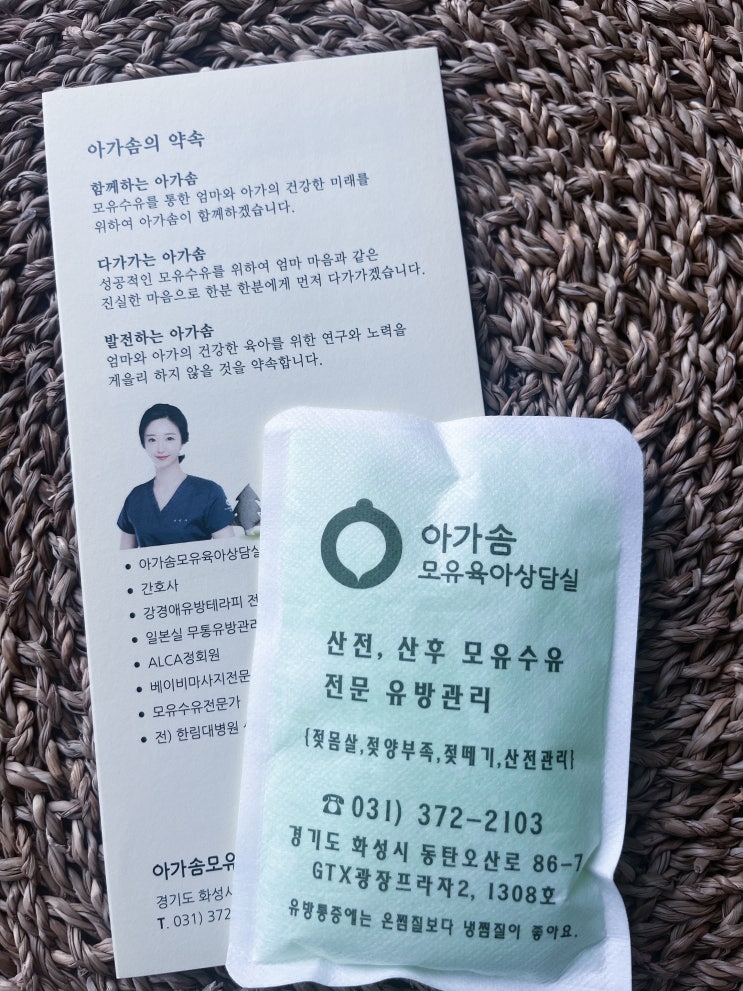 아가솜의 약속
함께하는 아가솜
모유수유를 통한 엄마와 아가의 건강한 미래를
위하여 아가솜이 함께하겠습니다.
다가가는 아가솜
성공적인 모유수유를 위하여 엄마 마음과 같은
진실한 마음으로 한분 한분에게 먼저 다가가겠습니다.
발전하는 아가솜
엄마와 아가의 건강한 육아를 위한 연구와 노력을
게을리 하지 않을 것을 약속합니다.
• 아가솜모유육아상담실
• 간호사
• 강경애유방테라피 전
• 일본실 무통유방관리
• ALCA정회원
• 베이비마사지전문
• 모유수유전문가
• 전) 한림대병원
아가솜모유
경기도 화성시
T. 031) 372
아가솜
모유육아상담실
산전, 산후 모유수유
전문 유방관리
{젖몸살,젖양부족,젖떼기,산전관리}
☎031) 372-2103
경기도 화성시 동탄오산로 86-7
GTX광장프라자2, 1308호
유방통증에는 온찜질보다 냉찜질이 좋아요.